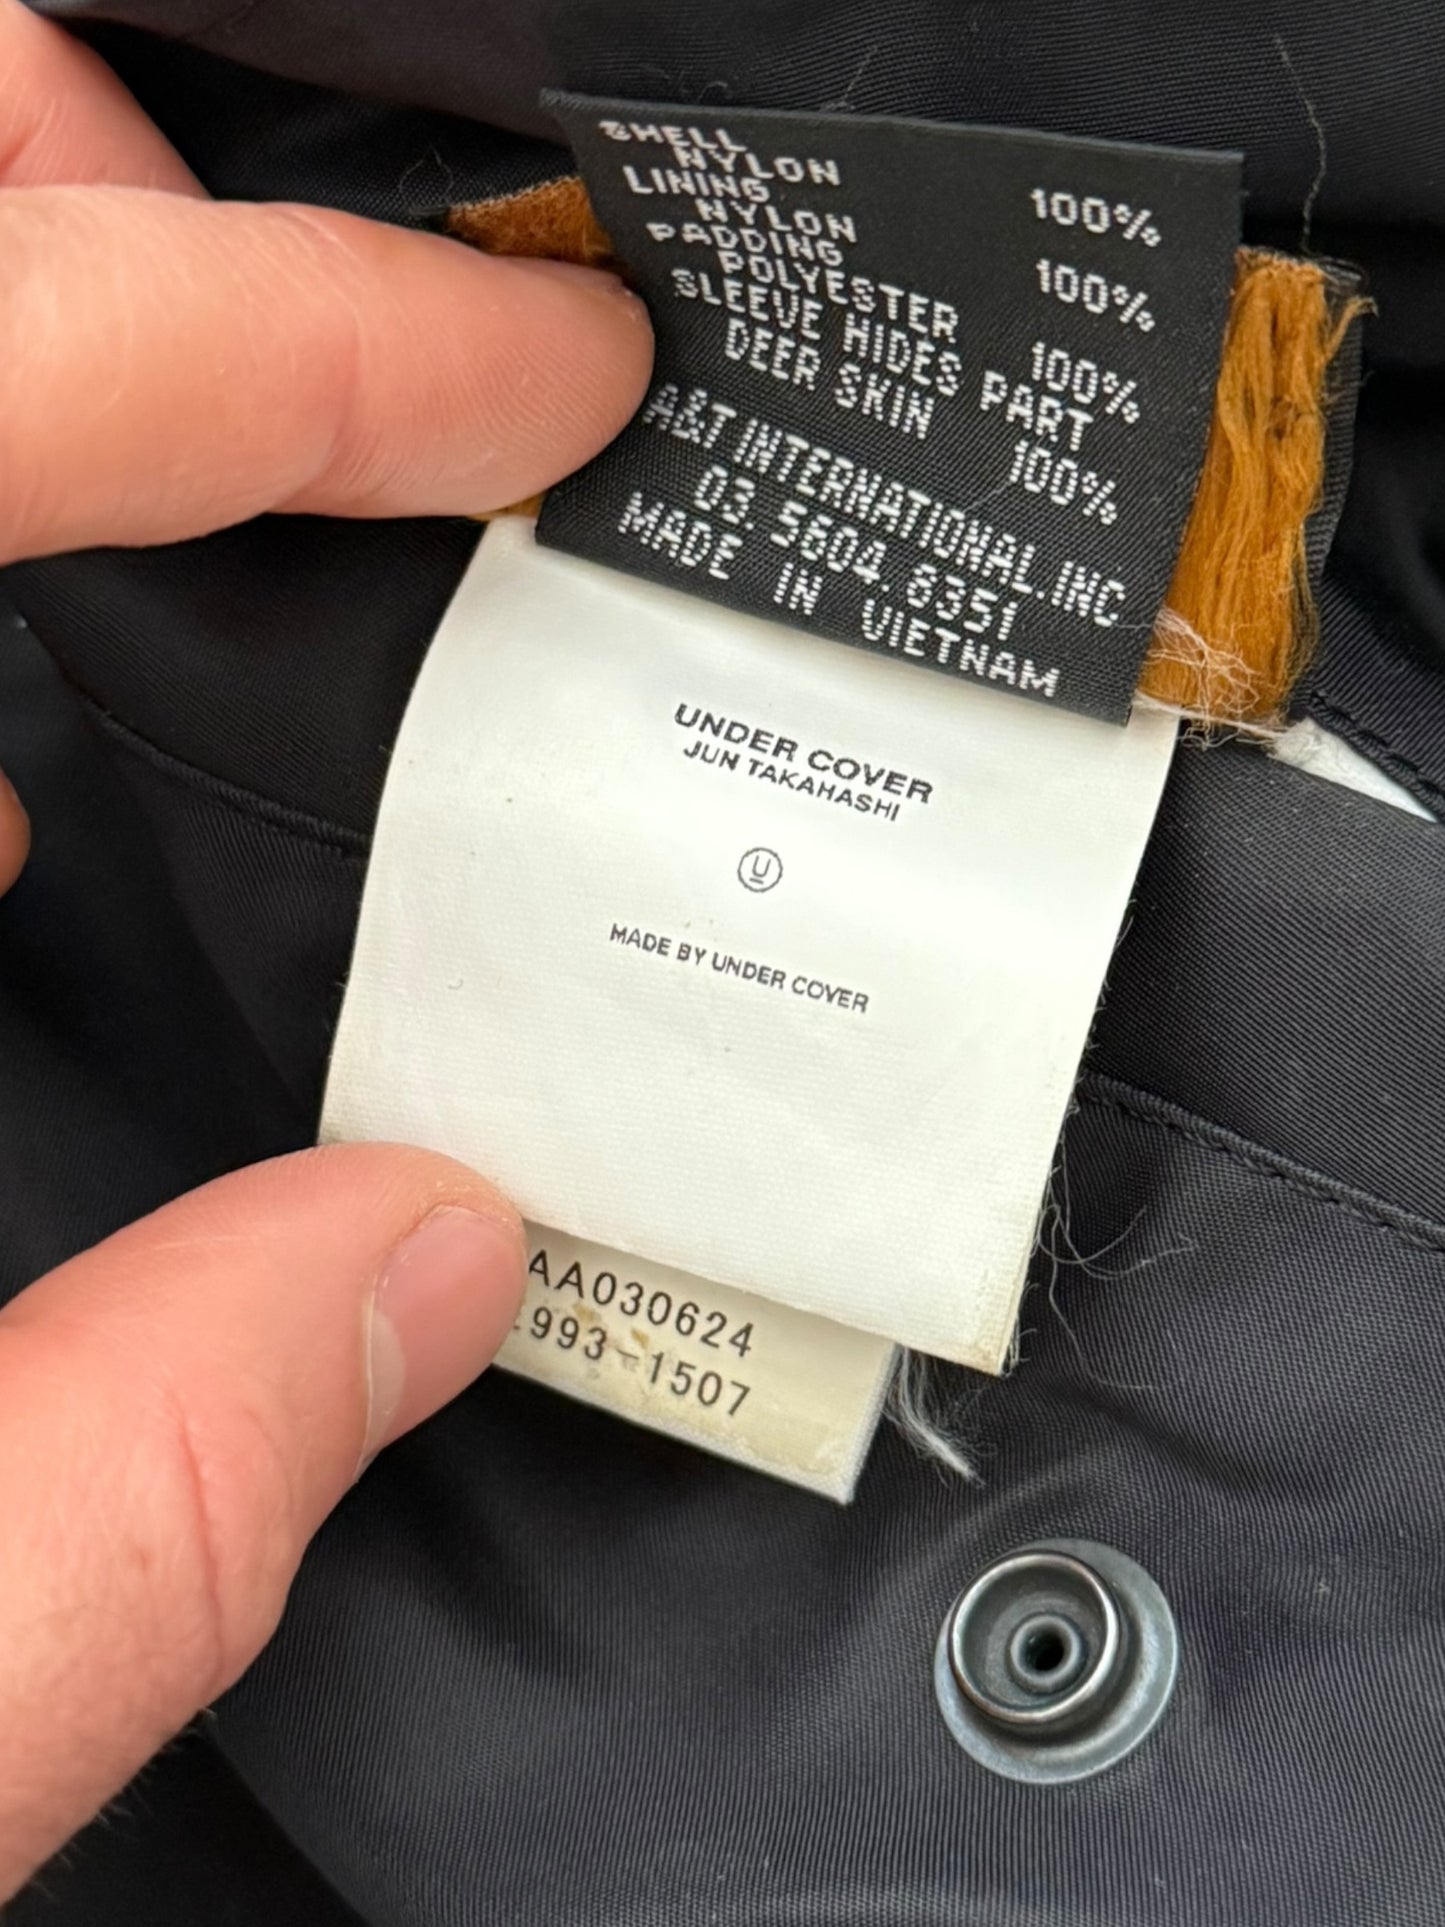 SHELL
NYLON 100%
LINING
NYLON 100%
PADDING
POLYESTER 100%
SLEEVE HIDES PART
DEER SKIN 100%
A&T INTERNATIONAL.INC
03. 5604. 6351
MADE IN VIETNAM
UNDER COVER
JUN TAKAHASHI
U
MADE BY UNDER COVER
AA030624
993-1507